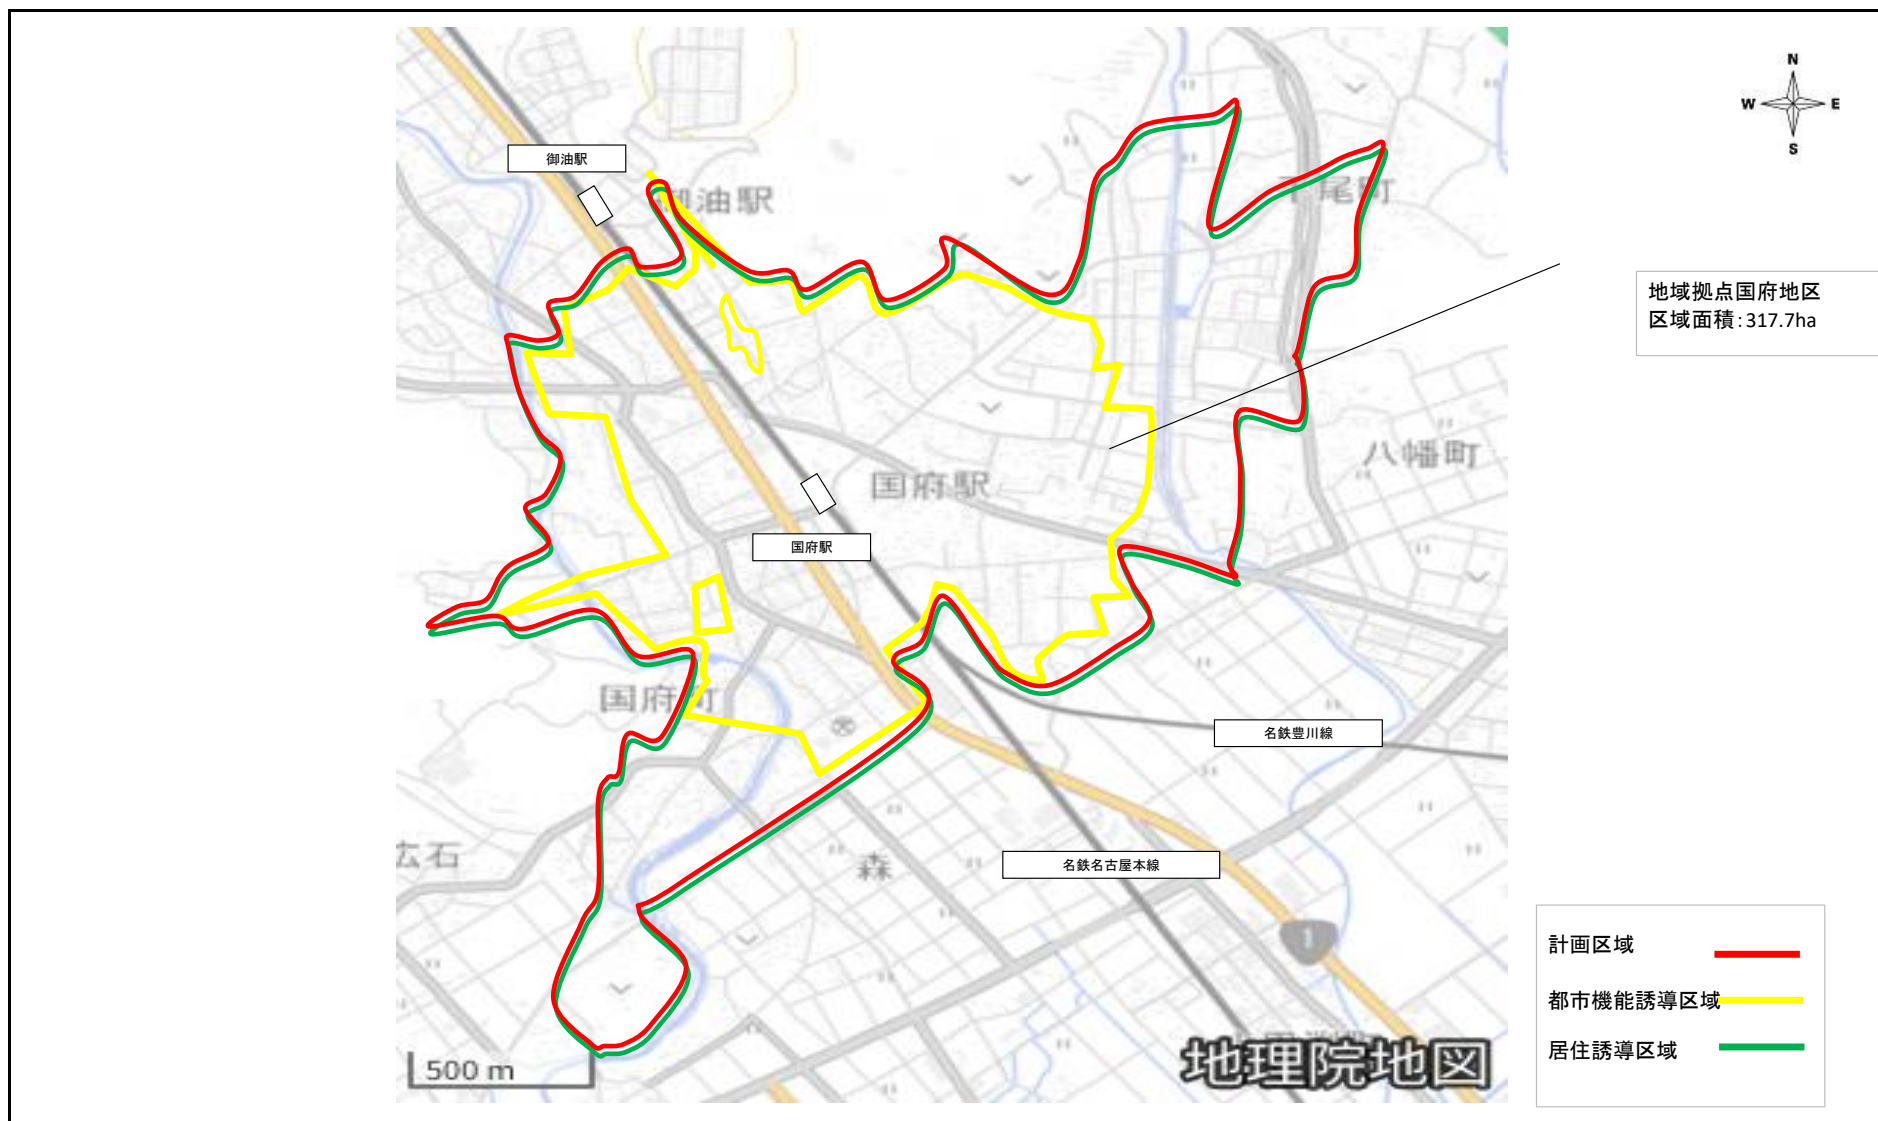 N
W E
S
御油駅
御油駅
平尾町
地域拠点国府地区
区域面積:317.7ha
八幡町
国府駅
国府駅
国府町
名鉄豊川線
広石
森
名鉄名古屋本線
1
計画区域
都市機能誘導区域
居住誘導区域
500 m
地理院地図